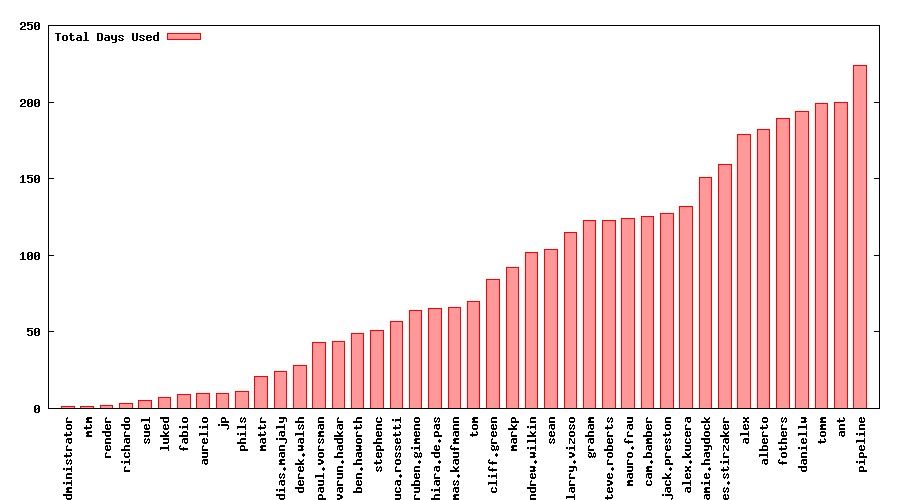 250
Total Days Used
200
150
100
50
0
dministrator
mtm
render
richardo
suel
luked
fabio
aurelio
jp
phils
mattr
dias.manjaly
derek.walsh
paul.vorsman
varun.hadkar
ben.haworth
stephenc
uca.rossetti
ruben.gimeno
hiara.de.pas
mas.kaufmann
tom
cliff.green
markp
ndrew.wilkin
sean
larry.vizoso
graham
teve.roberts
mauro.frau
cam.bamber
jack.preston
alex.kucera
amie.haydock
es.stirzaker
alex
alberto
fothers
daniellw
tomm
ant
pipeline